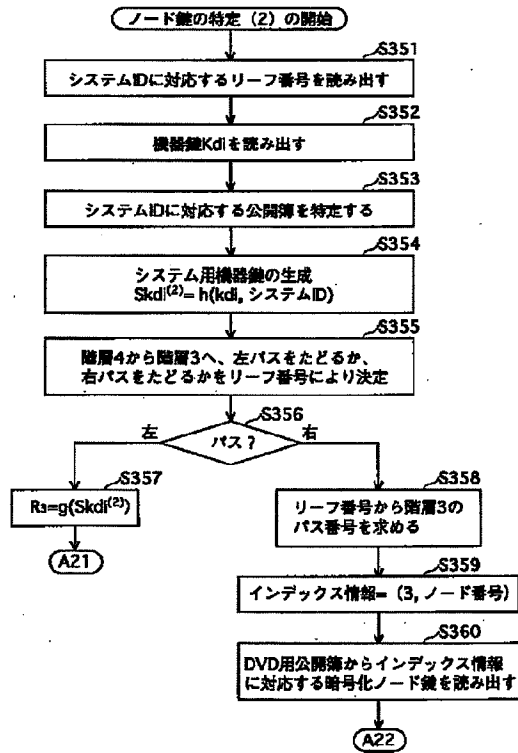 ノード鍵の特定（2）の開始
S351
システムIDに対応するリーフ番号を読み出す
S352
機器鍵Kdiを読み出す
S353
システムIDに対応する公開簿を特定する
S354
システム用機器鍵の生成
Skdi(2)= h(kdi, システムID)
S355
階層4から階層3へ、左パスをたどるか、
右パスをたどるかをリーフ番号により決定
S356
パス？
左
右
S357
R3=g(Skdi(2))
A21
S358
リーフ番号から階層3の
パス番号を求める
S359
インデックス情報=（3, ノード番号）
S360
DVD用公開簿からインデックス情報
に対応する暗号化ノード鍵を読み出す
A22